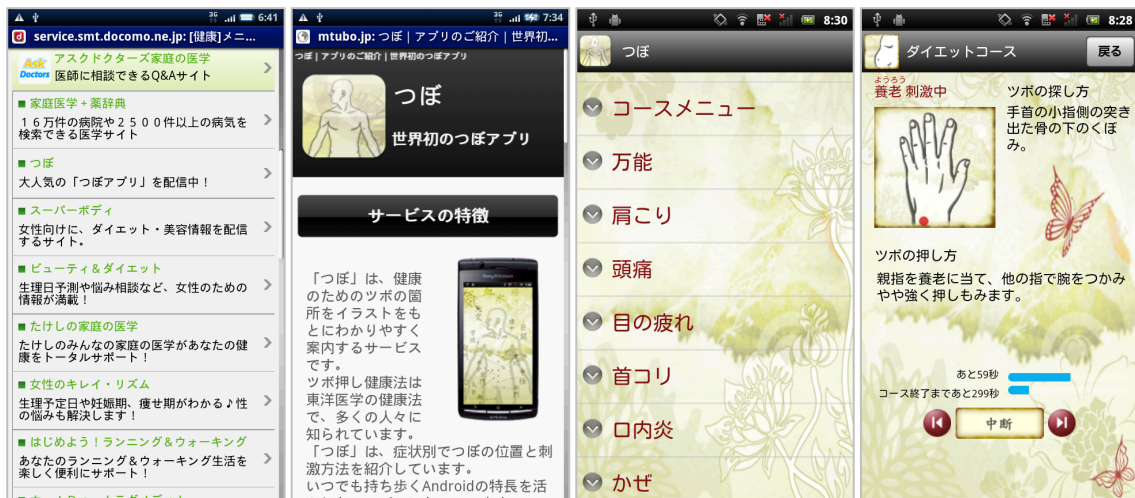 3G 6:41
service.smt.docomo.ne.jp: [健康]メニ...
Ask Doctors
アスクドクターズ家庭の医学
医師に相談できるQ&Aサイト
■ 家庭医学+薬辞典
１６万件の病院や２５００件以上の病気を
検索できる医学サイト
■ つぼ
大人気の「つぼアプリ」を配信中！
■ スーパーボディ
女性向けに、ダイエット・美容情報を配信
するサイト。
■ ビューティ＆ダイエット
生理日予測や悩み相談など、女性のための
情報が満載！
■ たけしの家庭の医学
たけしのみんなの家庭の医学があなたの健
康をトータルサポート！
■ 女性のキレイ・リズム
生理予定日や妊娠期、痩せ期がわかる♪性
の悩みも解決します！
■ はじめよう！ランニング＆ウォーキング
あなたのランニング＆ウォーキング生活を
楽しく便利にサポート！
3G 7:34
mtubo.jp: つぼ | アプリのご紹介 | 世界初...
つぼ | アプリのご紹介 | 世界初のつぼアプリ
つぼ
世界初のつぼアプリ
サービスの特徴
「つぼ」は、健康
のためのツボの箇
所をイラストをも
とにわかりやすく
案内するサービス
です。
ツボ押し健康法は
東洋医学の健康法
で、多くの人々に
知られています。
「つぼ」は、症状別でつぼの位置と刺
激方法を紹介しています。
いつでも持ち歩くAndroidの特長を活
Sony Ericsson
XPERIA
8:30
つぼ
コースメニュー
万能
肩こり
頭痛
目の疲れ
首コリ
口内炎
かぜ
8:28
ダイエットコース
戻る
ようろう
養老 刺激中
ツボの探し方
手首の小指側の突き
出た骨の下のくぼ
み。
ツボの押し方
親指を養老に当て、他の指で腕をつかみ
やや強く押しもみます。
あと59秒
コース終了まであと299秒
中断